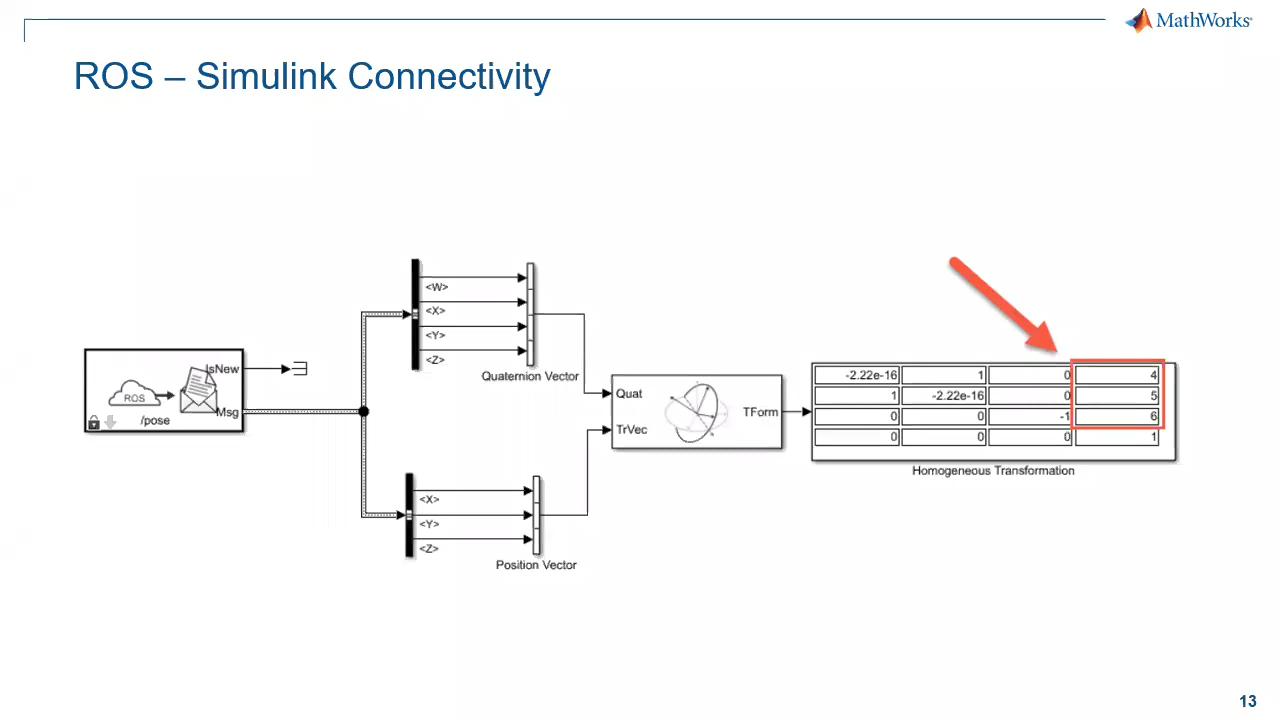 MathWorks®
ROS – Simulink Connectivity
<W>
<X>
<Y>
<Z>
Quaternion Vector
IsNew
ROS
Msg
/pose
Quat
TrVec
TForm
-2.22e-16 1 0 4
1 -2.22e-16 0 5
0 0 -1 6
0 0 0 1
Homogeneous Transformation
<X>
<Y>
<Z>
Position Vector
13